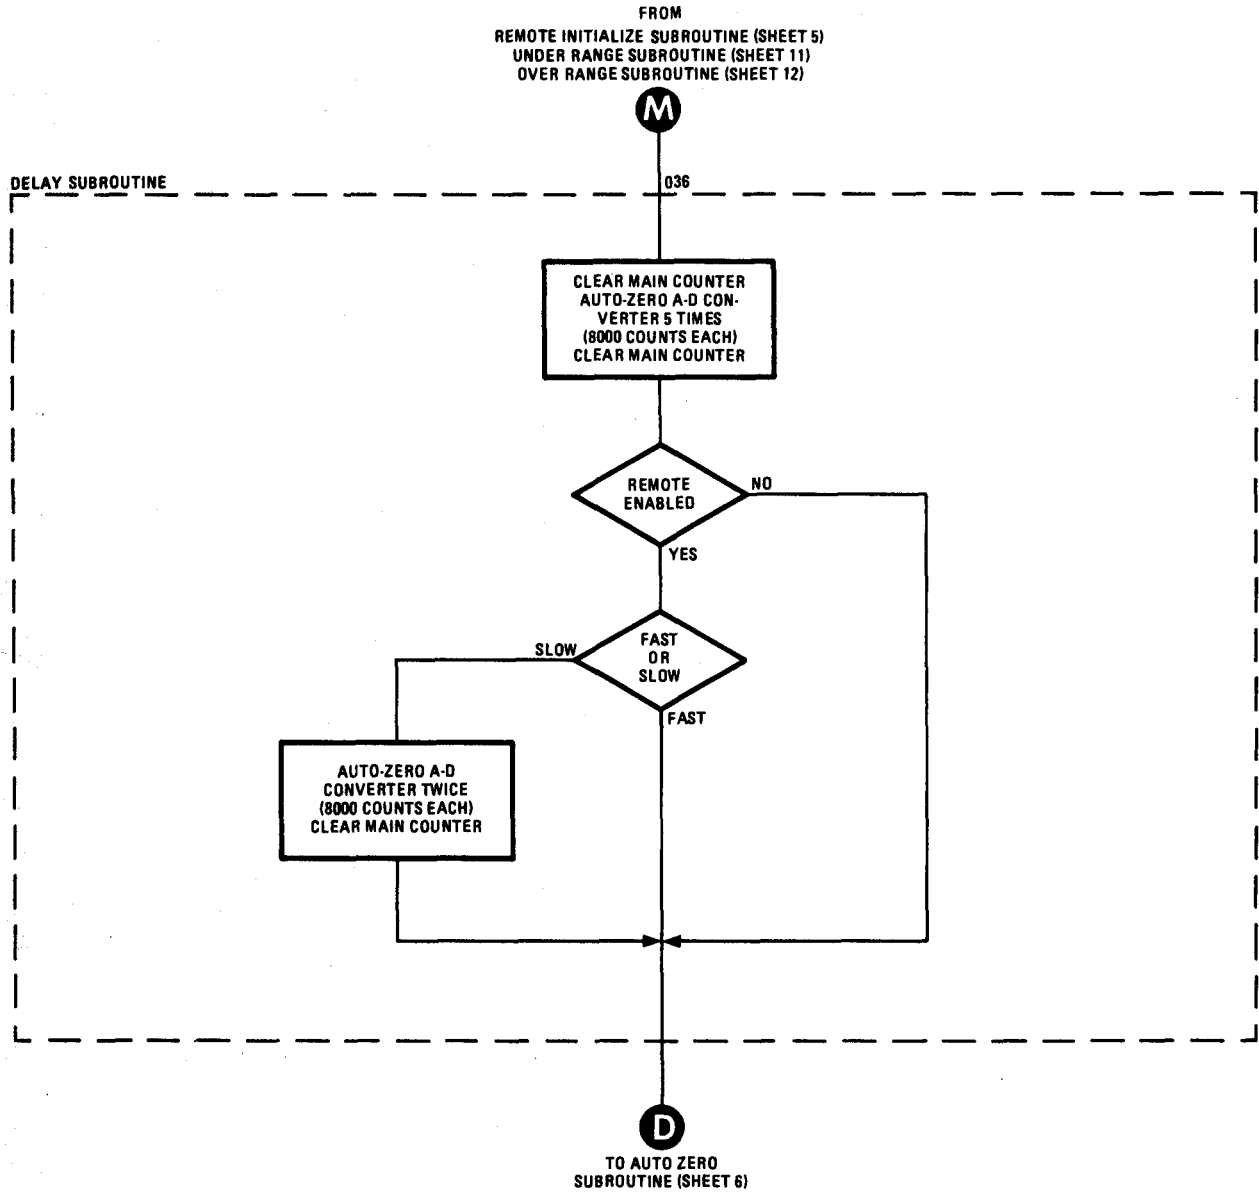 FROM
REMOTE INITIALIZE SUBROUTINE (SHEET 5)
UNDER RANGE SUBROUTINE (SHEET 11)
OVER RANGE SUBROUTINE (SHEET 12)
M
DELAY SUBROUTINE
036
CLEAR MAIN COUNTER
AUTO-ZERO A-D CON-
VERTER 5 TIMES
(8000 COUNTS EACH)
CLEAR MAIN COUNTER
REMOTE
ENABLED
NO
YES
FAST
OR
SLOW
SLOW
FAST
AUTO-ZERO A-D
CONVERTER TWICE
(8000 COUNTS EACH)
CLEAR MAIN COUNTER
D
TO AUTO ZERO
SUBROUTINE (SHEET 6)